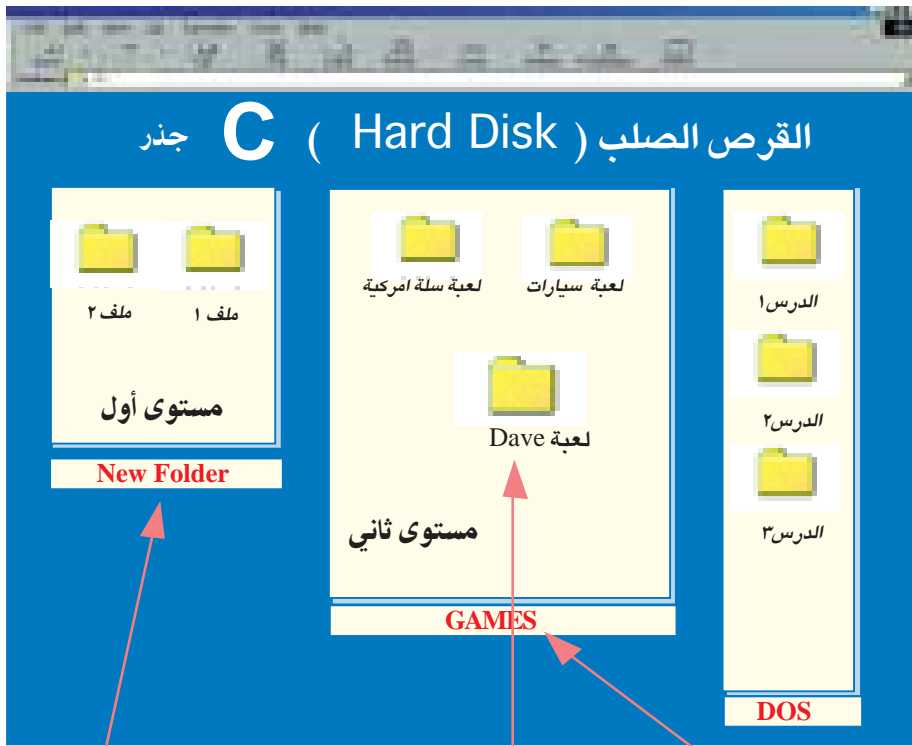 القرص الصلب ( Hard Disk ) C جذر
الدرس١
الدرس٢
الدرس٣
DOS
لعبة سيارات
لعبة سلة امركية
لعبة Dave
مستوى ثاني
GAMES
ملف ١
ملف ٢
مستوى أول
New Folder